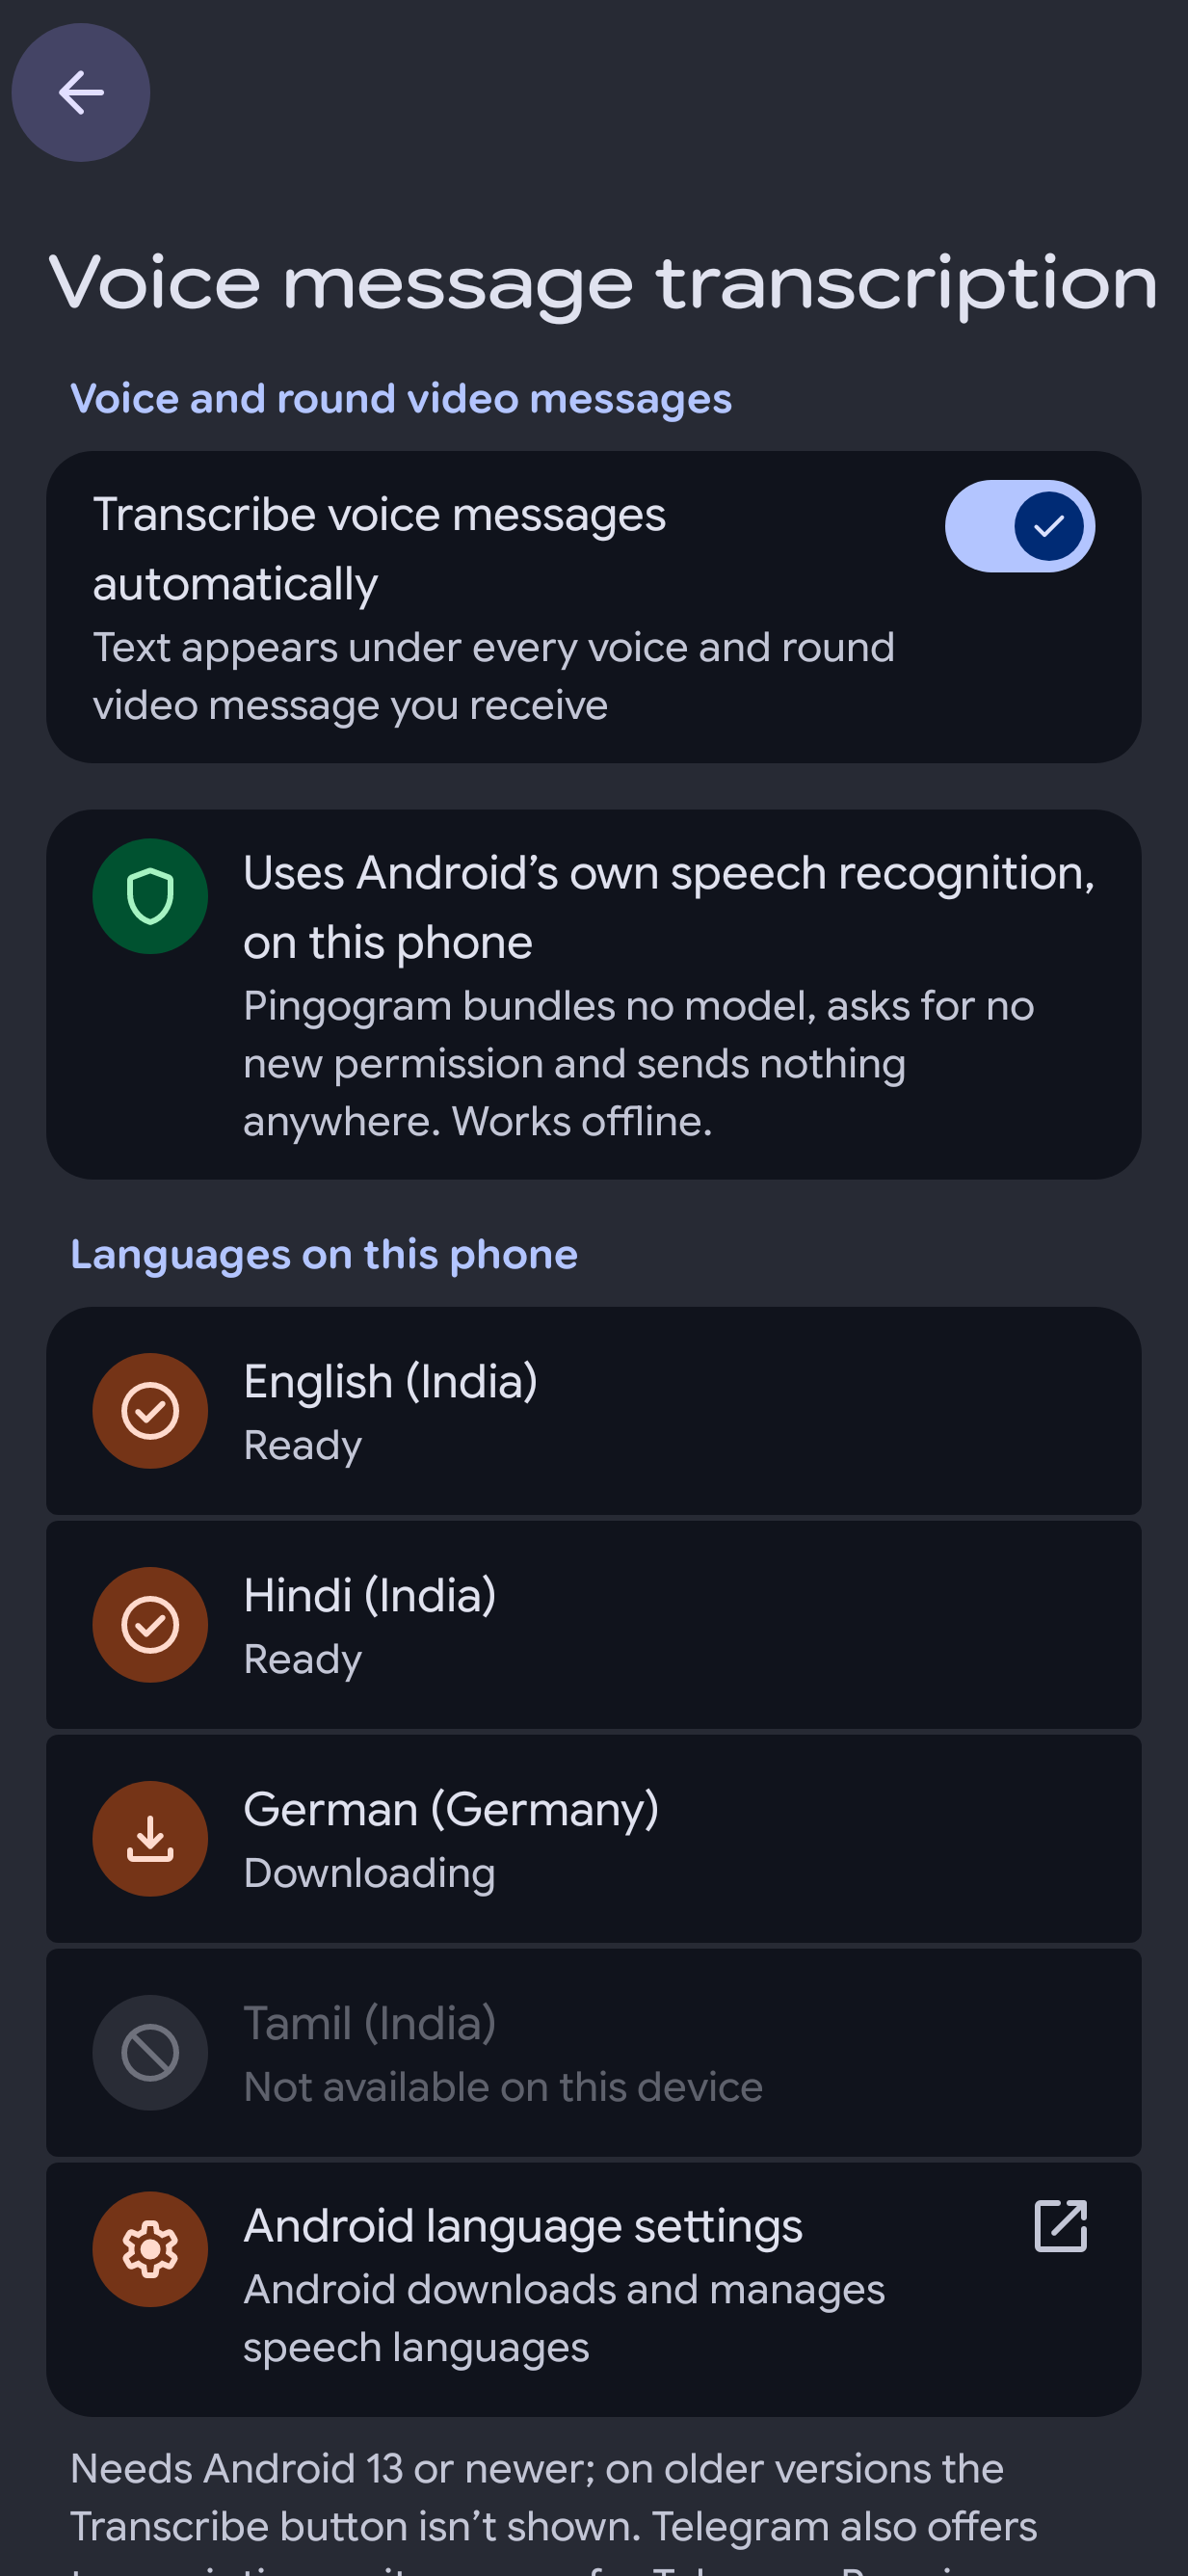 Voice message transcription
Voice and round video messages
Transcribe voice messages
automatically
Text appears under every voice and round
video message you receive
Uses Android’s own speech recognition,
on this phone
Pingogram bundles no model, asks for no
new permission and sends nothing
anywhere. Works offline.
Languages on this phone
English (India)
Ready
Hindi (India)
Ready
German (Germany)
Downloading
Tamil (India)
Not available on this device
Android language settings
Android downloads and manages
speech languages
Needs Android 13 or newer; on older versions the
Transcribe button isn’t shown. Telegram also offers